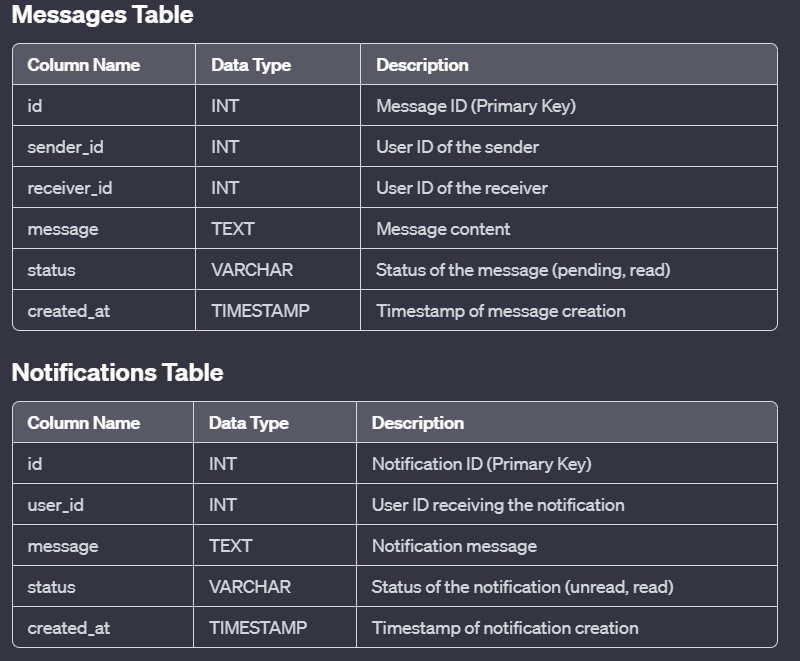 Messages Table
Column Name Data Type Description
id INT Message ID (Primary Key)
sender_id INT User ID of the sender
receiver_id INT User ID of the receiver
message TEXT Message content
status VARCHAR Status of the message (pending, read)
created_at TIMESTAMP Timestamp of message creation
Notifications Table
Column Name Data Type Description
id INT Notification ID (Primary Key)
user_id INT User ID receiving the notification
message TEXT Notification message
status VARCHAR Status of the notification (unread, read)
created_at TIMESTAMP Timestamp of notification creation